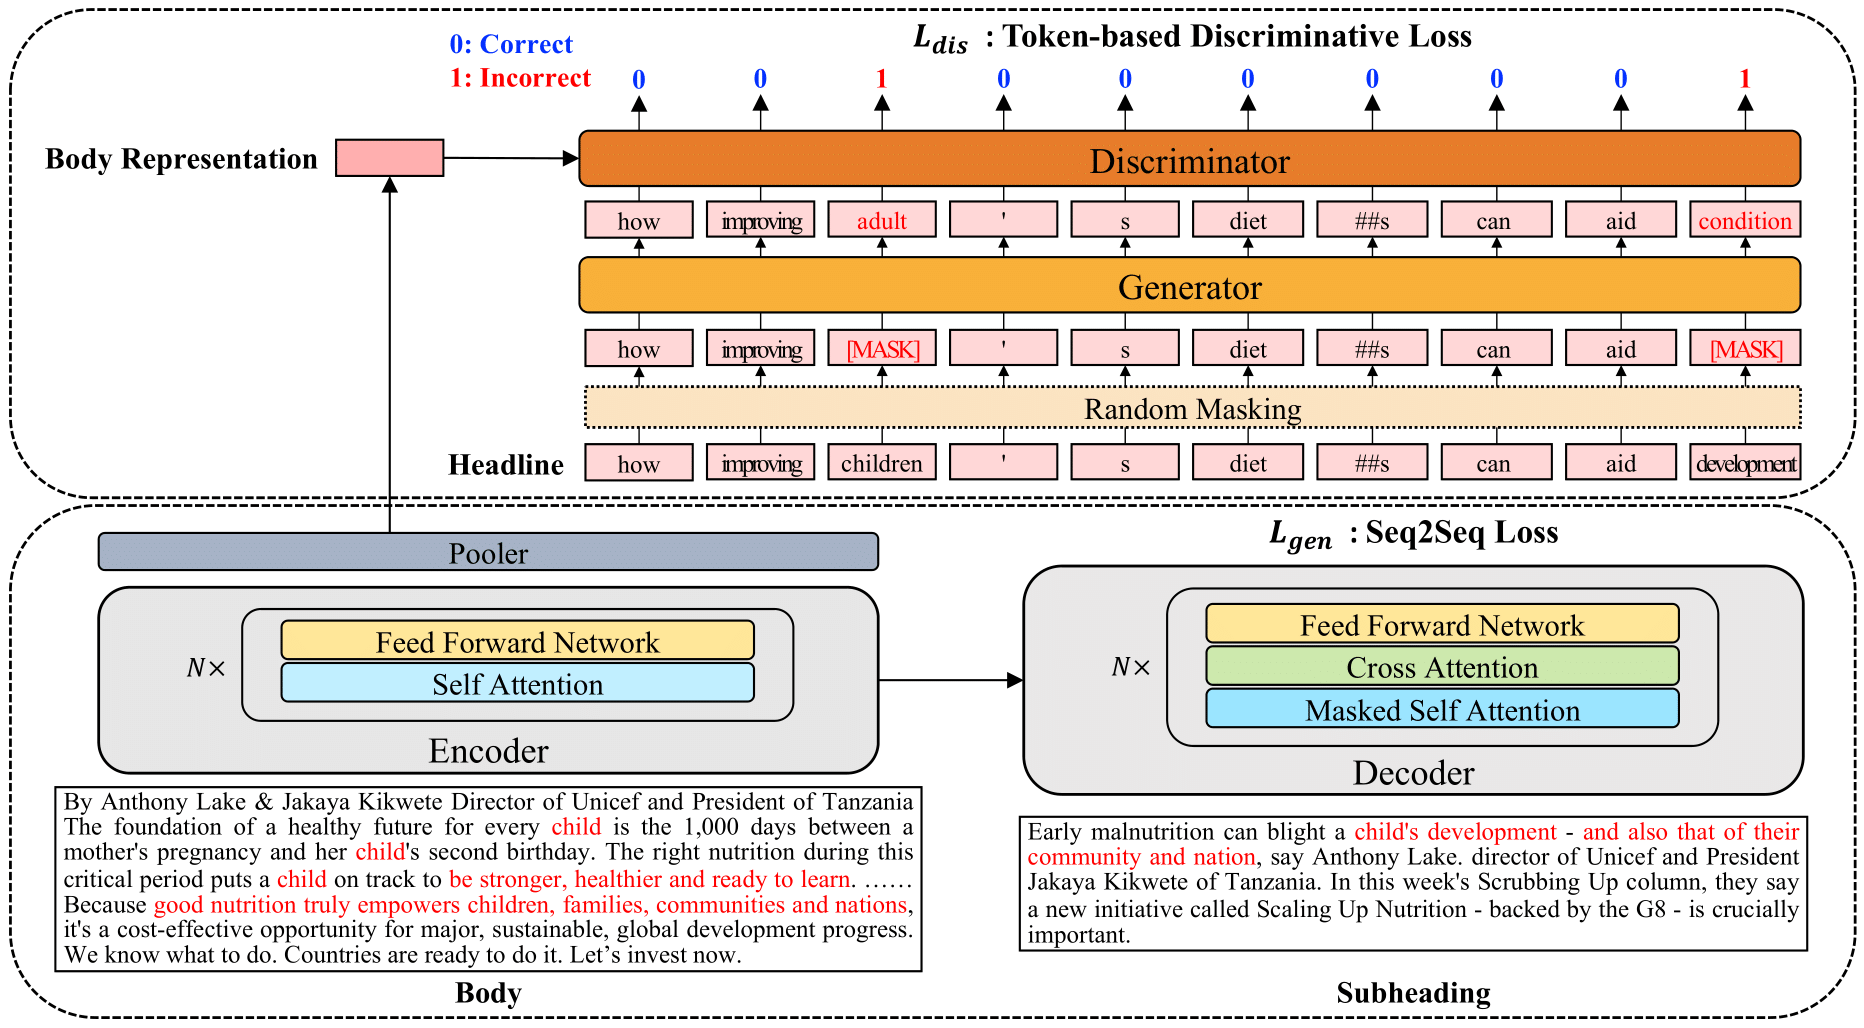 L_dis : Token-based Discriminative Loss
0: Correct
1: Incorrect
0 0 1 0 0 0 0 0 0 1
Body Representation
Discriminator
how improving adult ' s diet ##s can aid condition
Generator
how improving [MASK] ' s diet ##s can aid [MASK]
Random Masking
Headline
how improving children ' s diet ##s can aid development
Pooler
Feed Forward Network
Self Attention
N×
Encoder
By Anthony Lake & Jakaya Kikwete Director of Unicef and President of Tanzania
The foundation of a healthy future for every child is the 1,000 days between a
mother's pregnancy and her child's second birthday. The right nutrition during this
critical period puts a child on track to be stronger, healthier and ready to learn. ……
Because good nutrition truly empowers children, families, communities and nations,
it's a cost-effective opportunity for major, sustainable, global development progress.
We know what to do. Countries are ready to do it. Let’s invest now.
Body
L_gen : Seq2Seq Loss
Feed Forward Network
Cross Attention
Masked Self Attention
N×
Decoder
Early malnutrition can blight a child's development - and also that of their
community and nation, say Anthony Lake. director of Unicef and President
Jakaya Kikwete of Tanzania. In this week's Scrubbing Up column, they say
a new initiative called Scaling Up Nutrition - backed by the G8 - is crucially
important.
Subheading